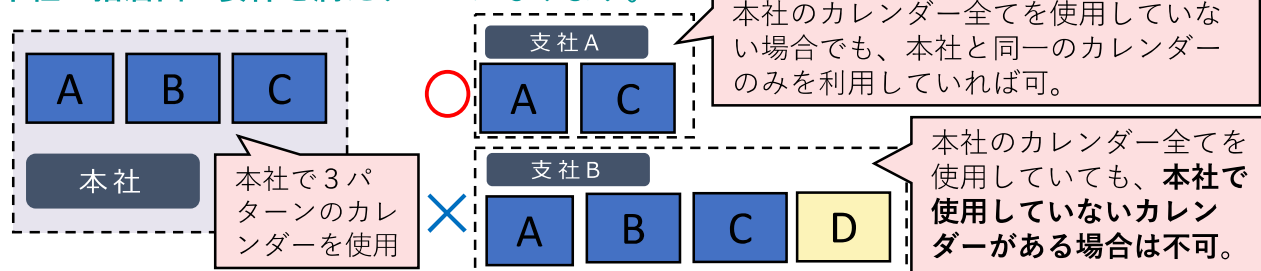 A B C
本社
本社で３パ
ターンのカレ
ンダーを使用
支社A
A C
本社のカレンダー全てを使用していな
い場合でも、本社と同一のカレンダー
のみを利用していれば可。
支社B
A B C D
本社のカレンダー全てを
使用していても、本社で
使用していないカレン
ダーがある場合は不可。